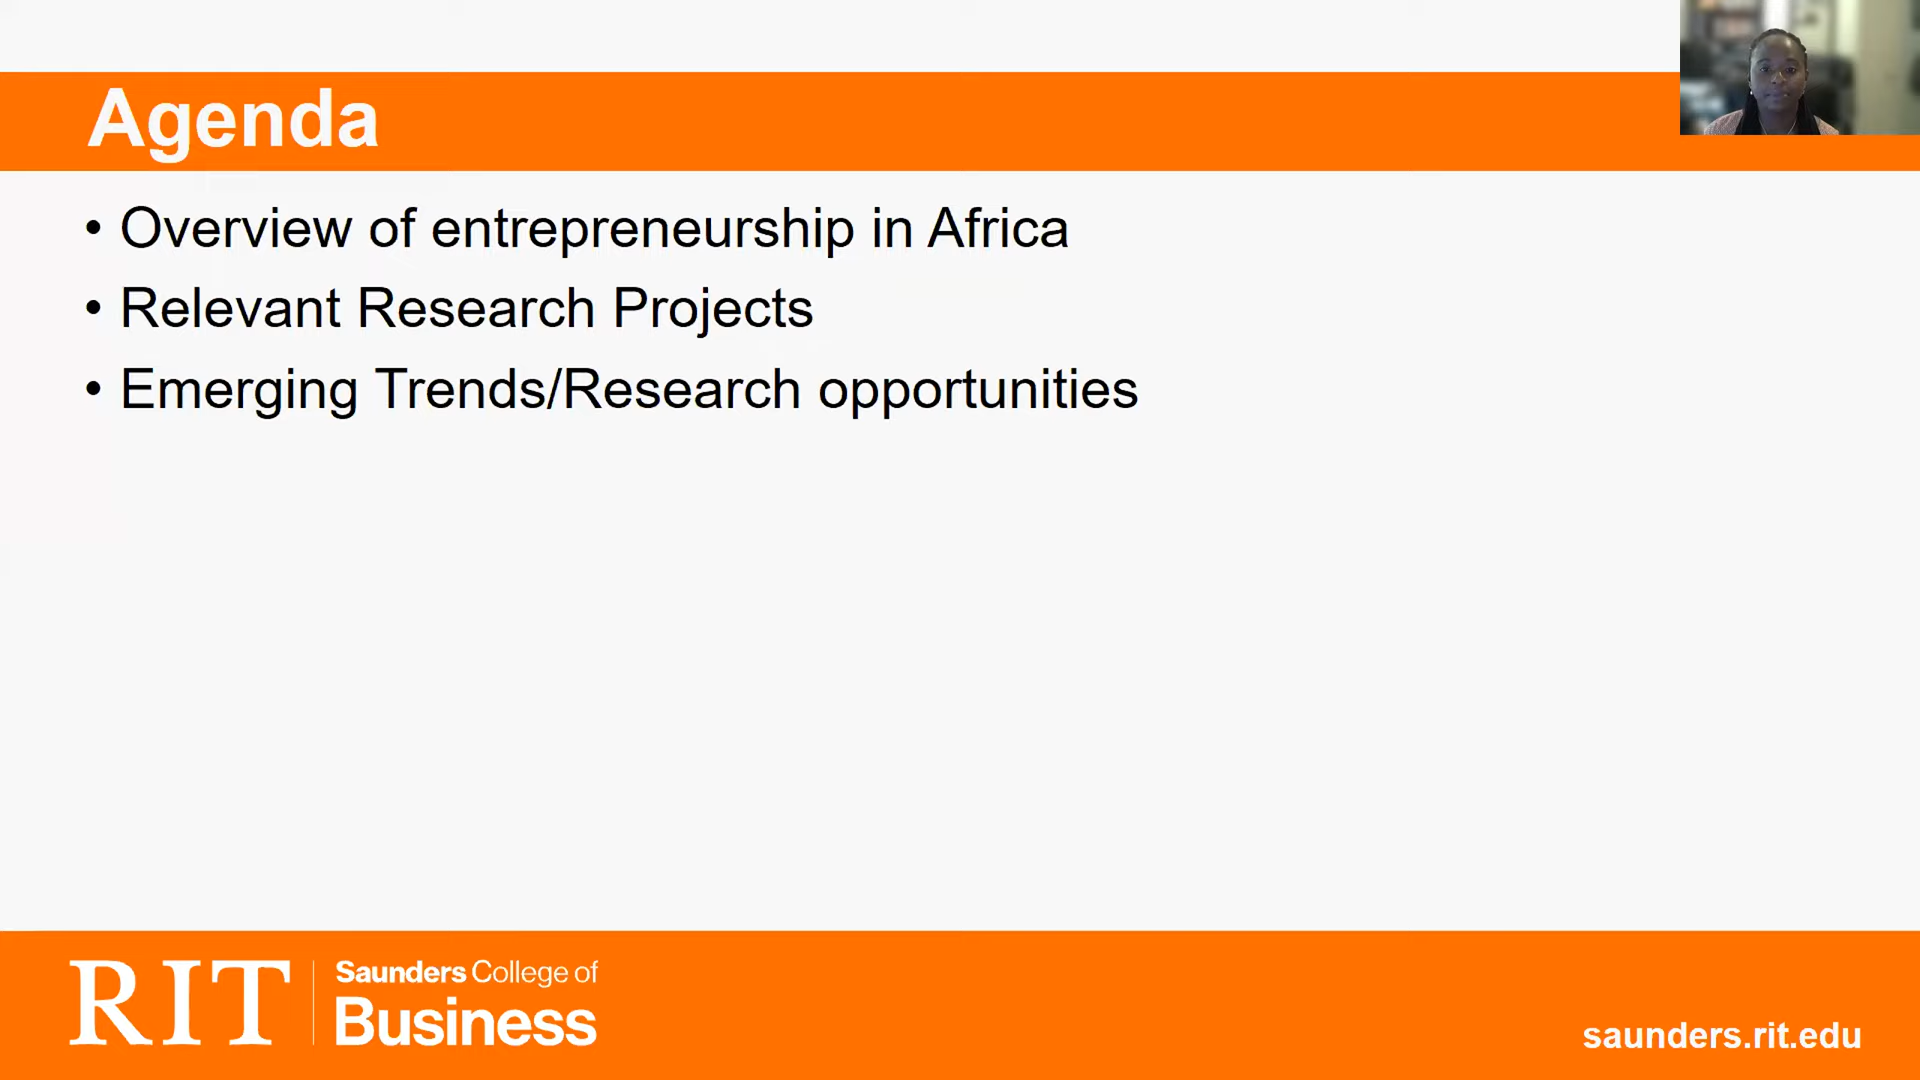 Agenda
• Overview of entrepreneurship in Africa
• Relevant Research Projects
• Emerging Trends/Research opportunities
RIT
Saunders College of
Business
saunders.rit.edu